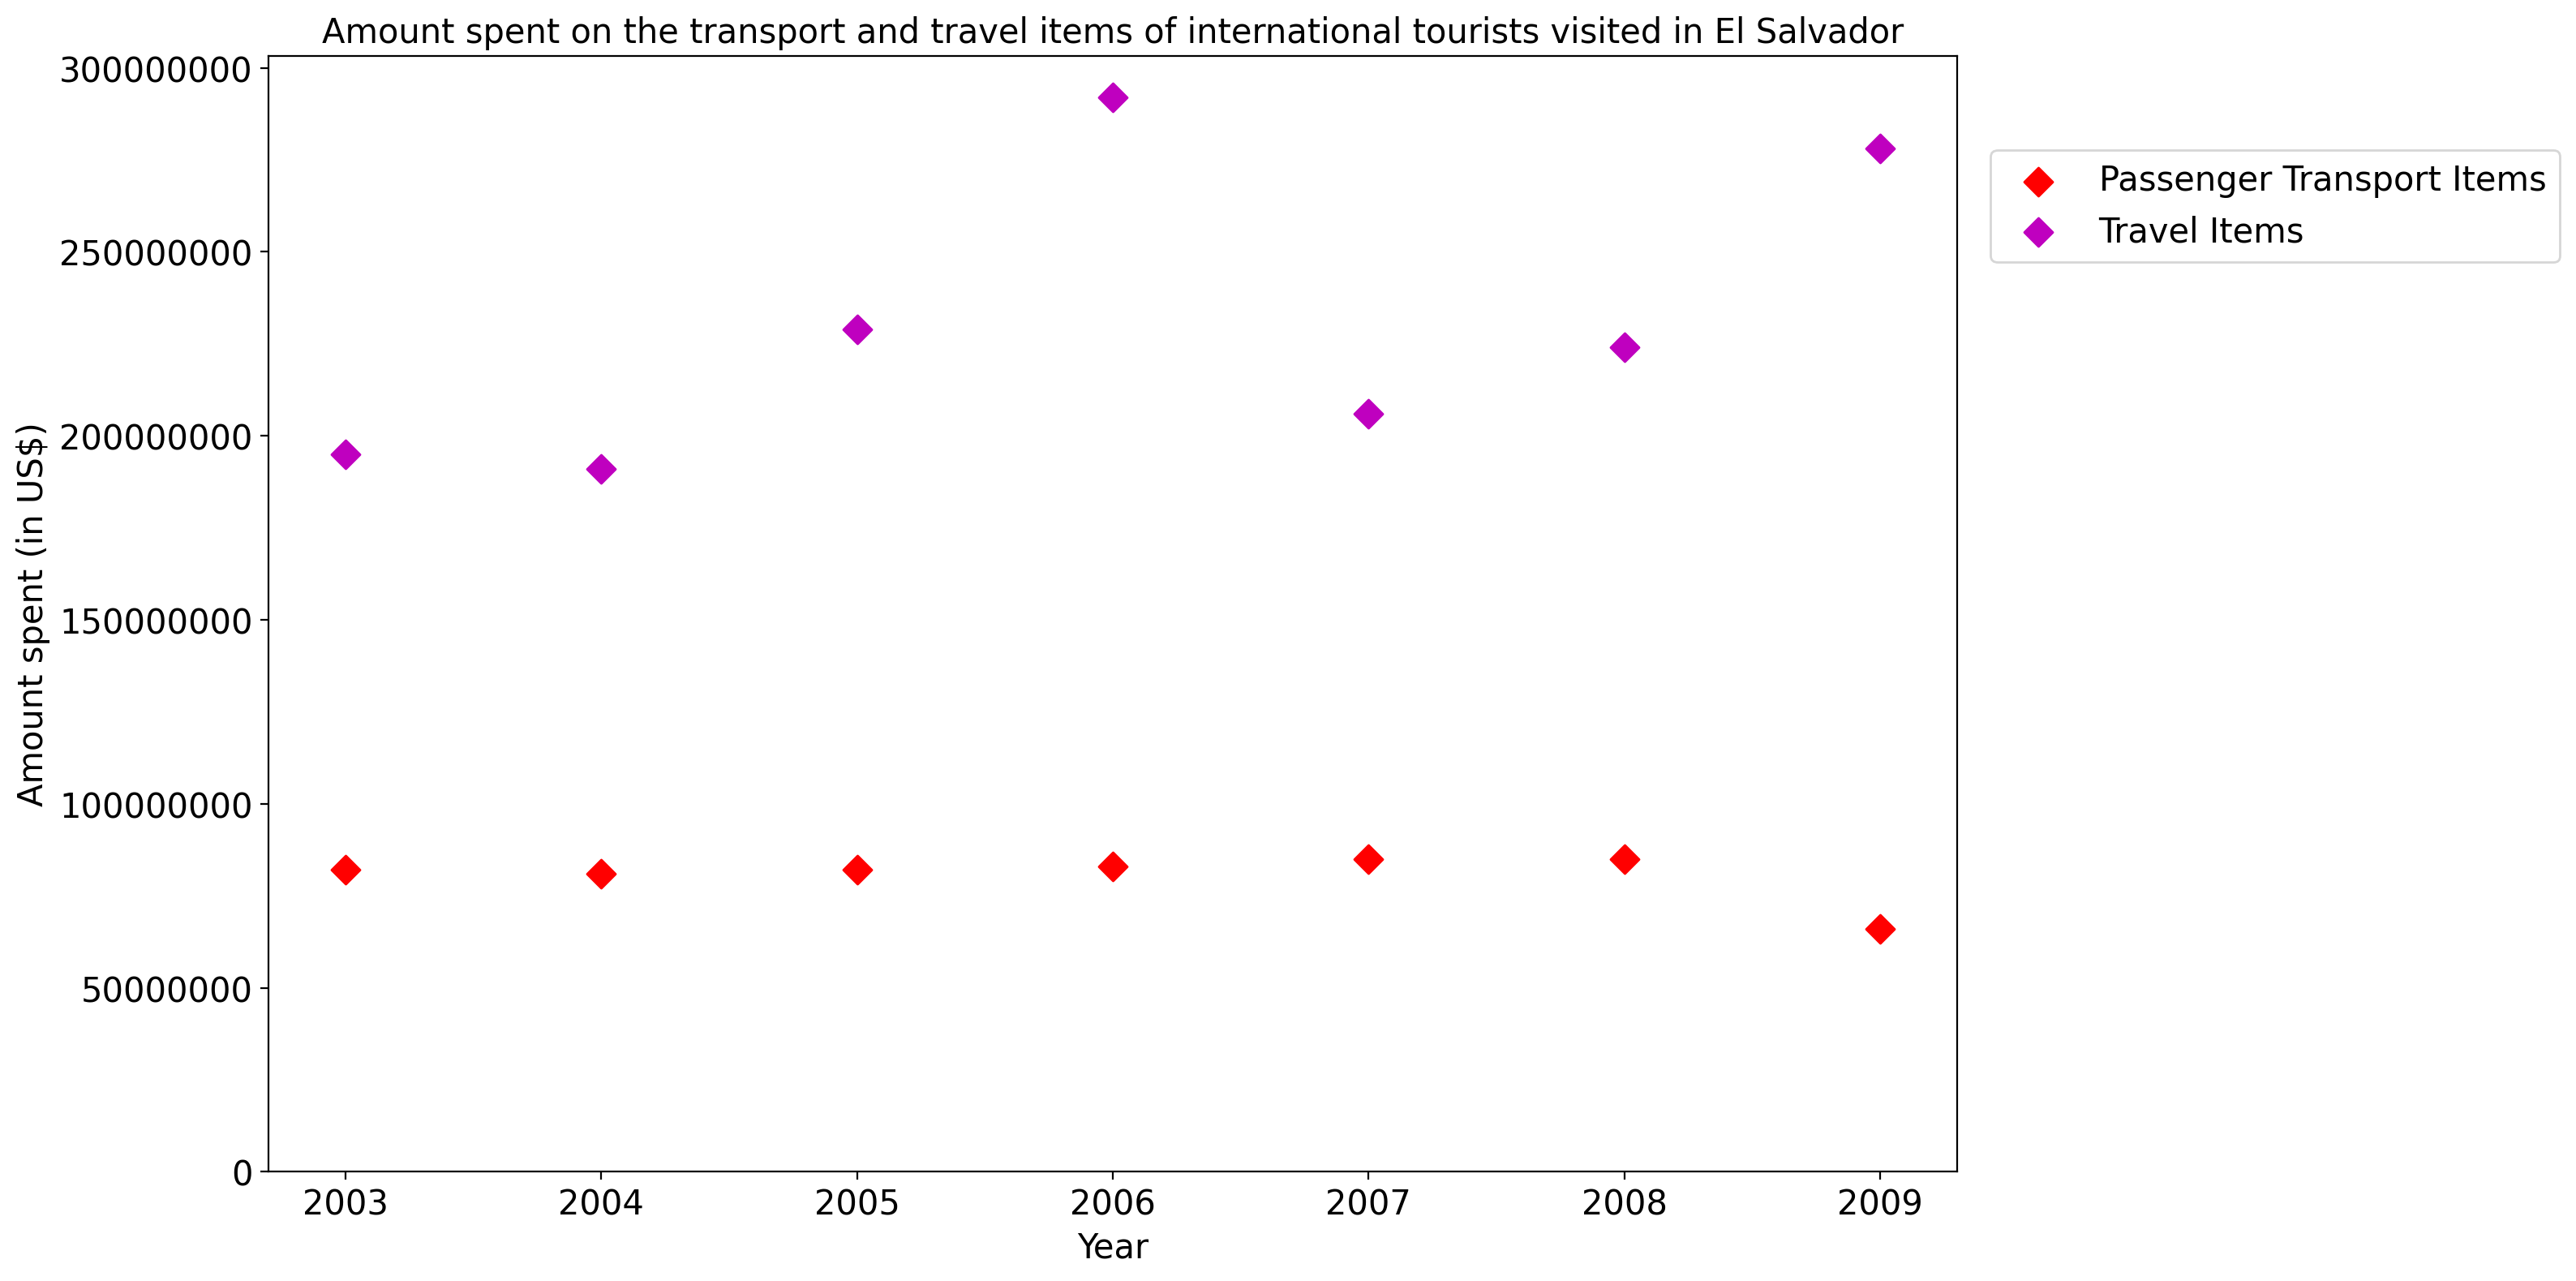 Amount spent on the transport and travel items of international tourists visited in El Salvador
300000000
250000000
200000000
150000000
100000000
50000000
0
Amount spent (in US$)
2003 2004 2005 2006 2007 2008 2009
Year
Passenger Transport Items
Travel Items